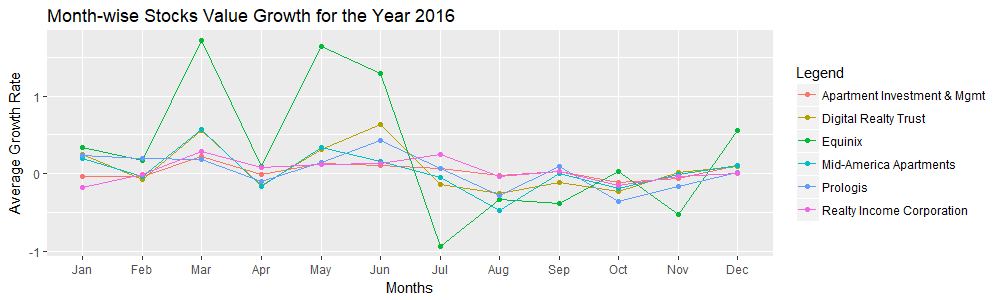 Month-wise Stocks Value Growth for the Year 2016
Average Growth Rate
1
0
-1
Jan Feb Mar Apr May Jun Jul Aug Sep Oct Nov Dec
Months
Legend
Apartment Investment & Mgmt
Digital Realty Trust
Equinix
Mid-America Apartments
Prologis
Realty Income Corporation